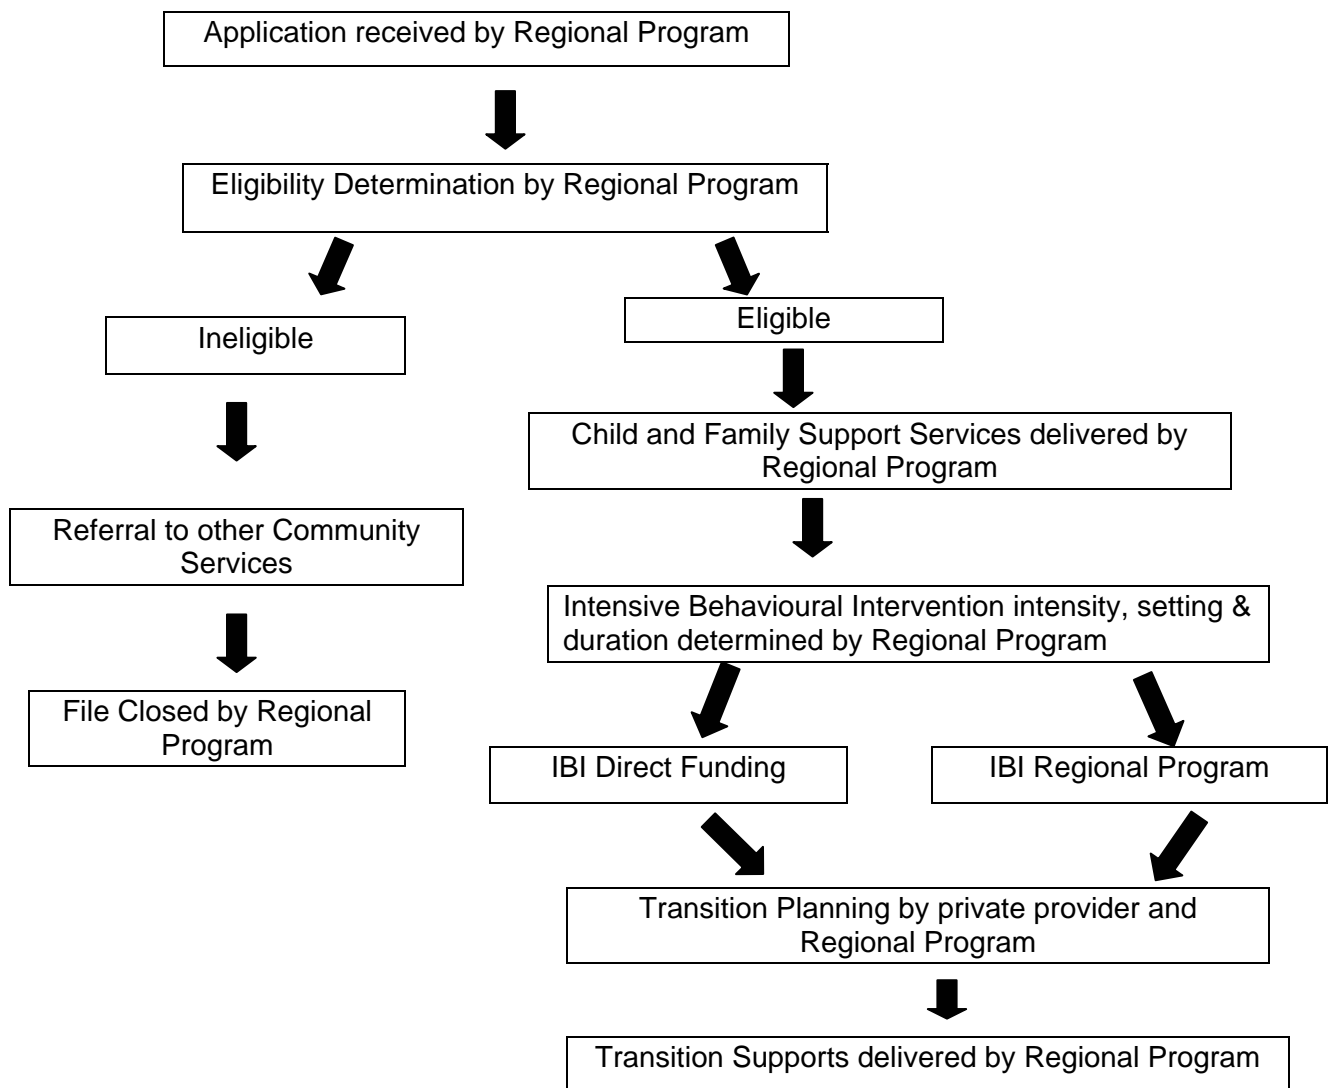 Application received by Regional Program
Eligibility Determination by Regional Program
Ineligible
Eligible
Child and Family Support Services delivered by
Regional Program
Referral to other Community
Services
Intensive Behavioural Intervention intensity, setting &
duration determined by Regional Program
File Closed by Regional
Program
IBI Direct Funding
IBI Regional Program
Transition Planning by private provider and
Regional Program
Transition Supports delivered by Regional Program